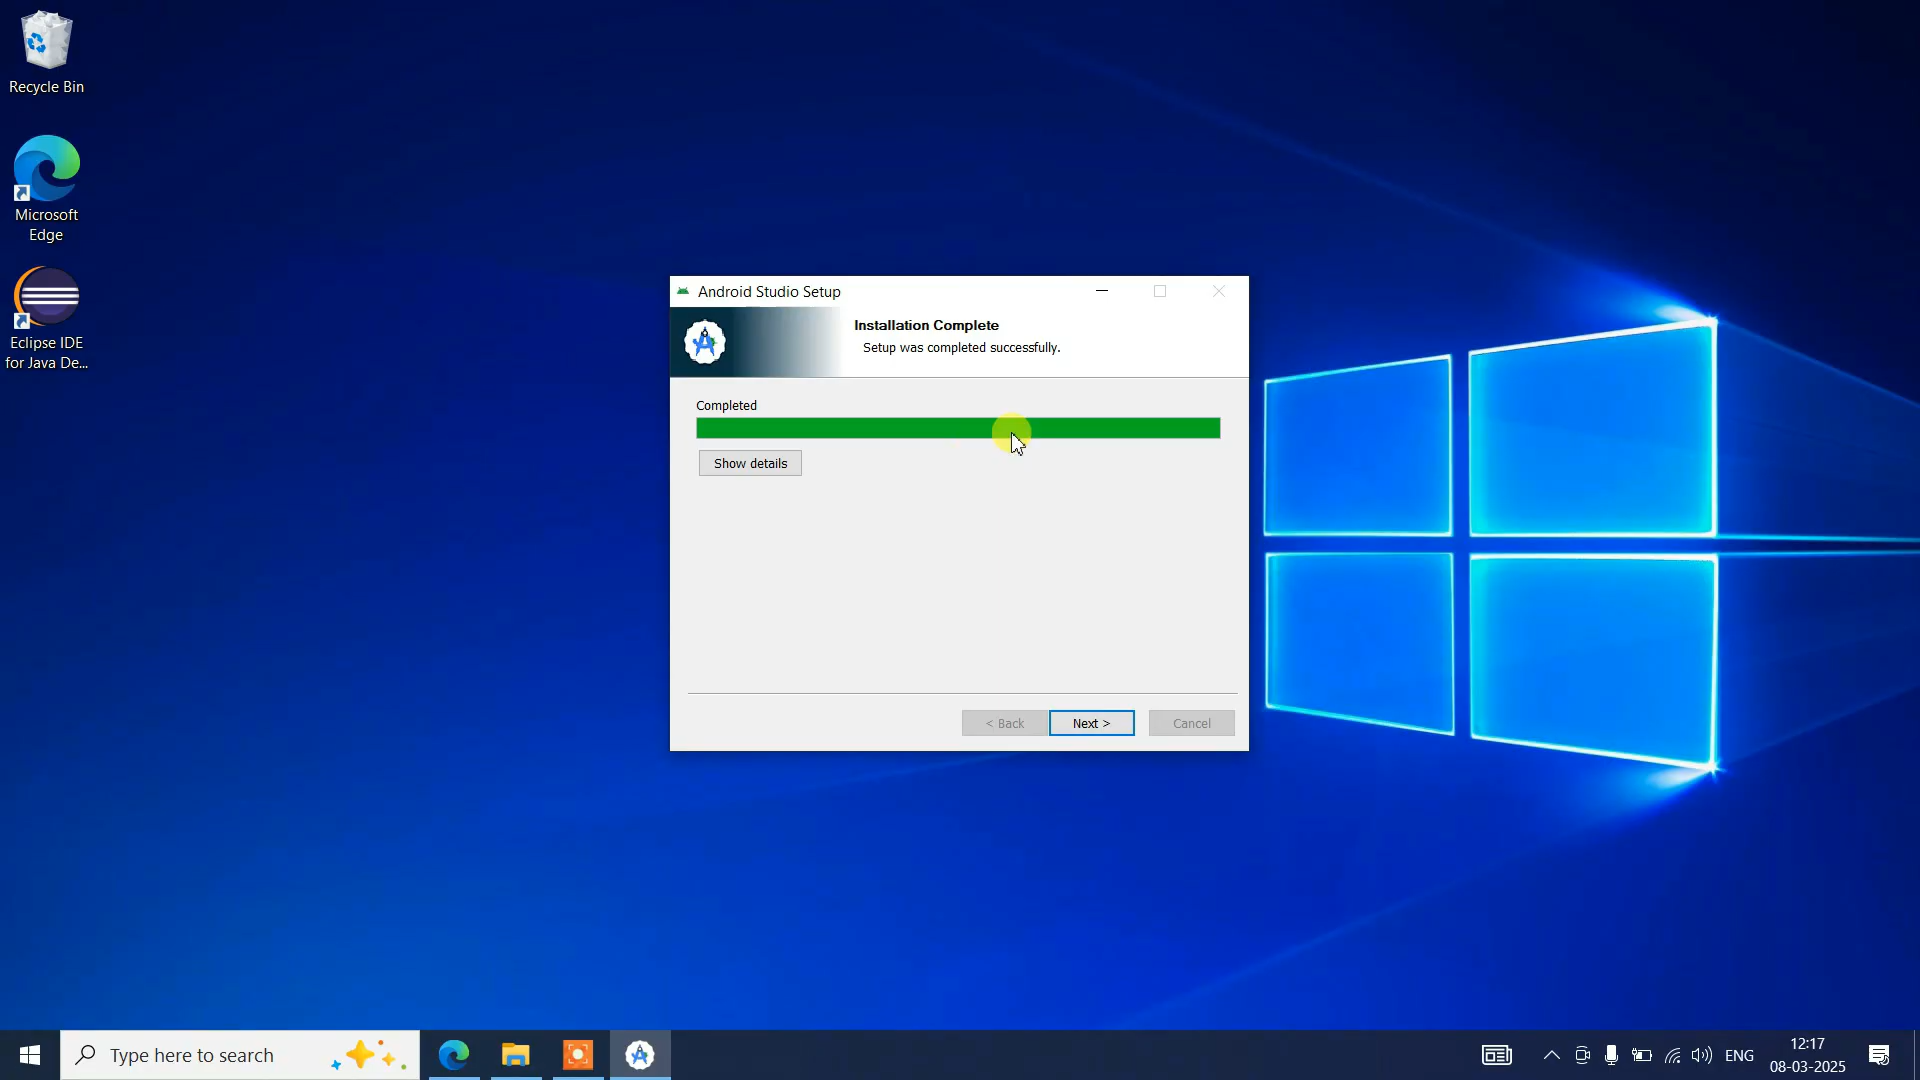 Recycle Bin
Microsoft
Edge
Eclipse IDE
for Java De...
Android Studio Setup
Installation Complete
Setup was completed successfully.
Completed
Show details
< Back
Next >
Cancel
Type here to search
ENG
12:17
08-03-2025